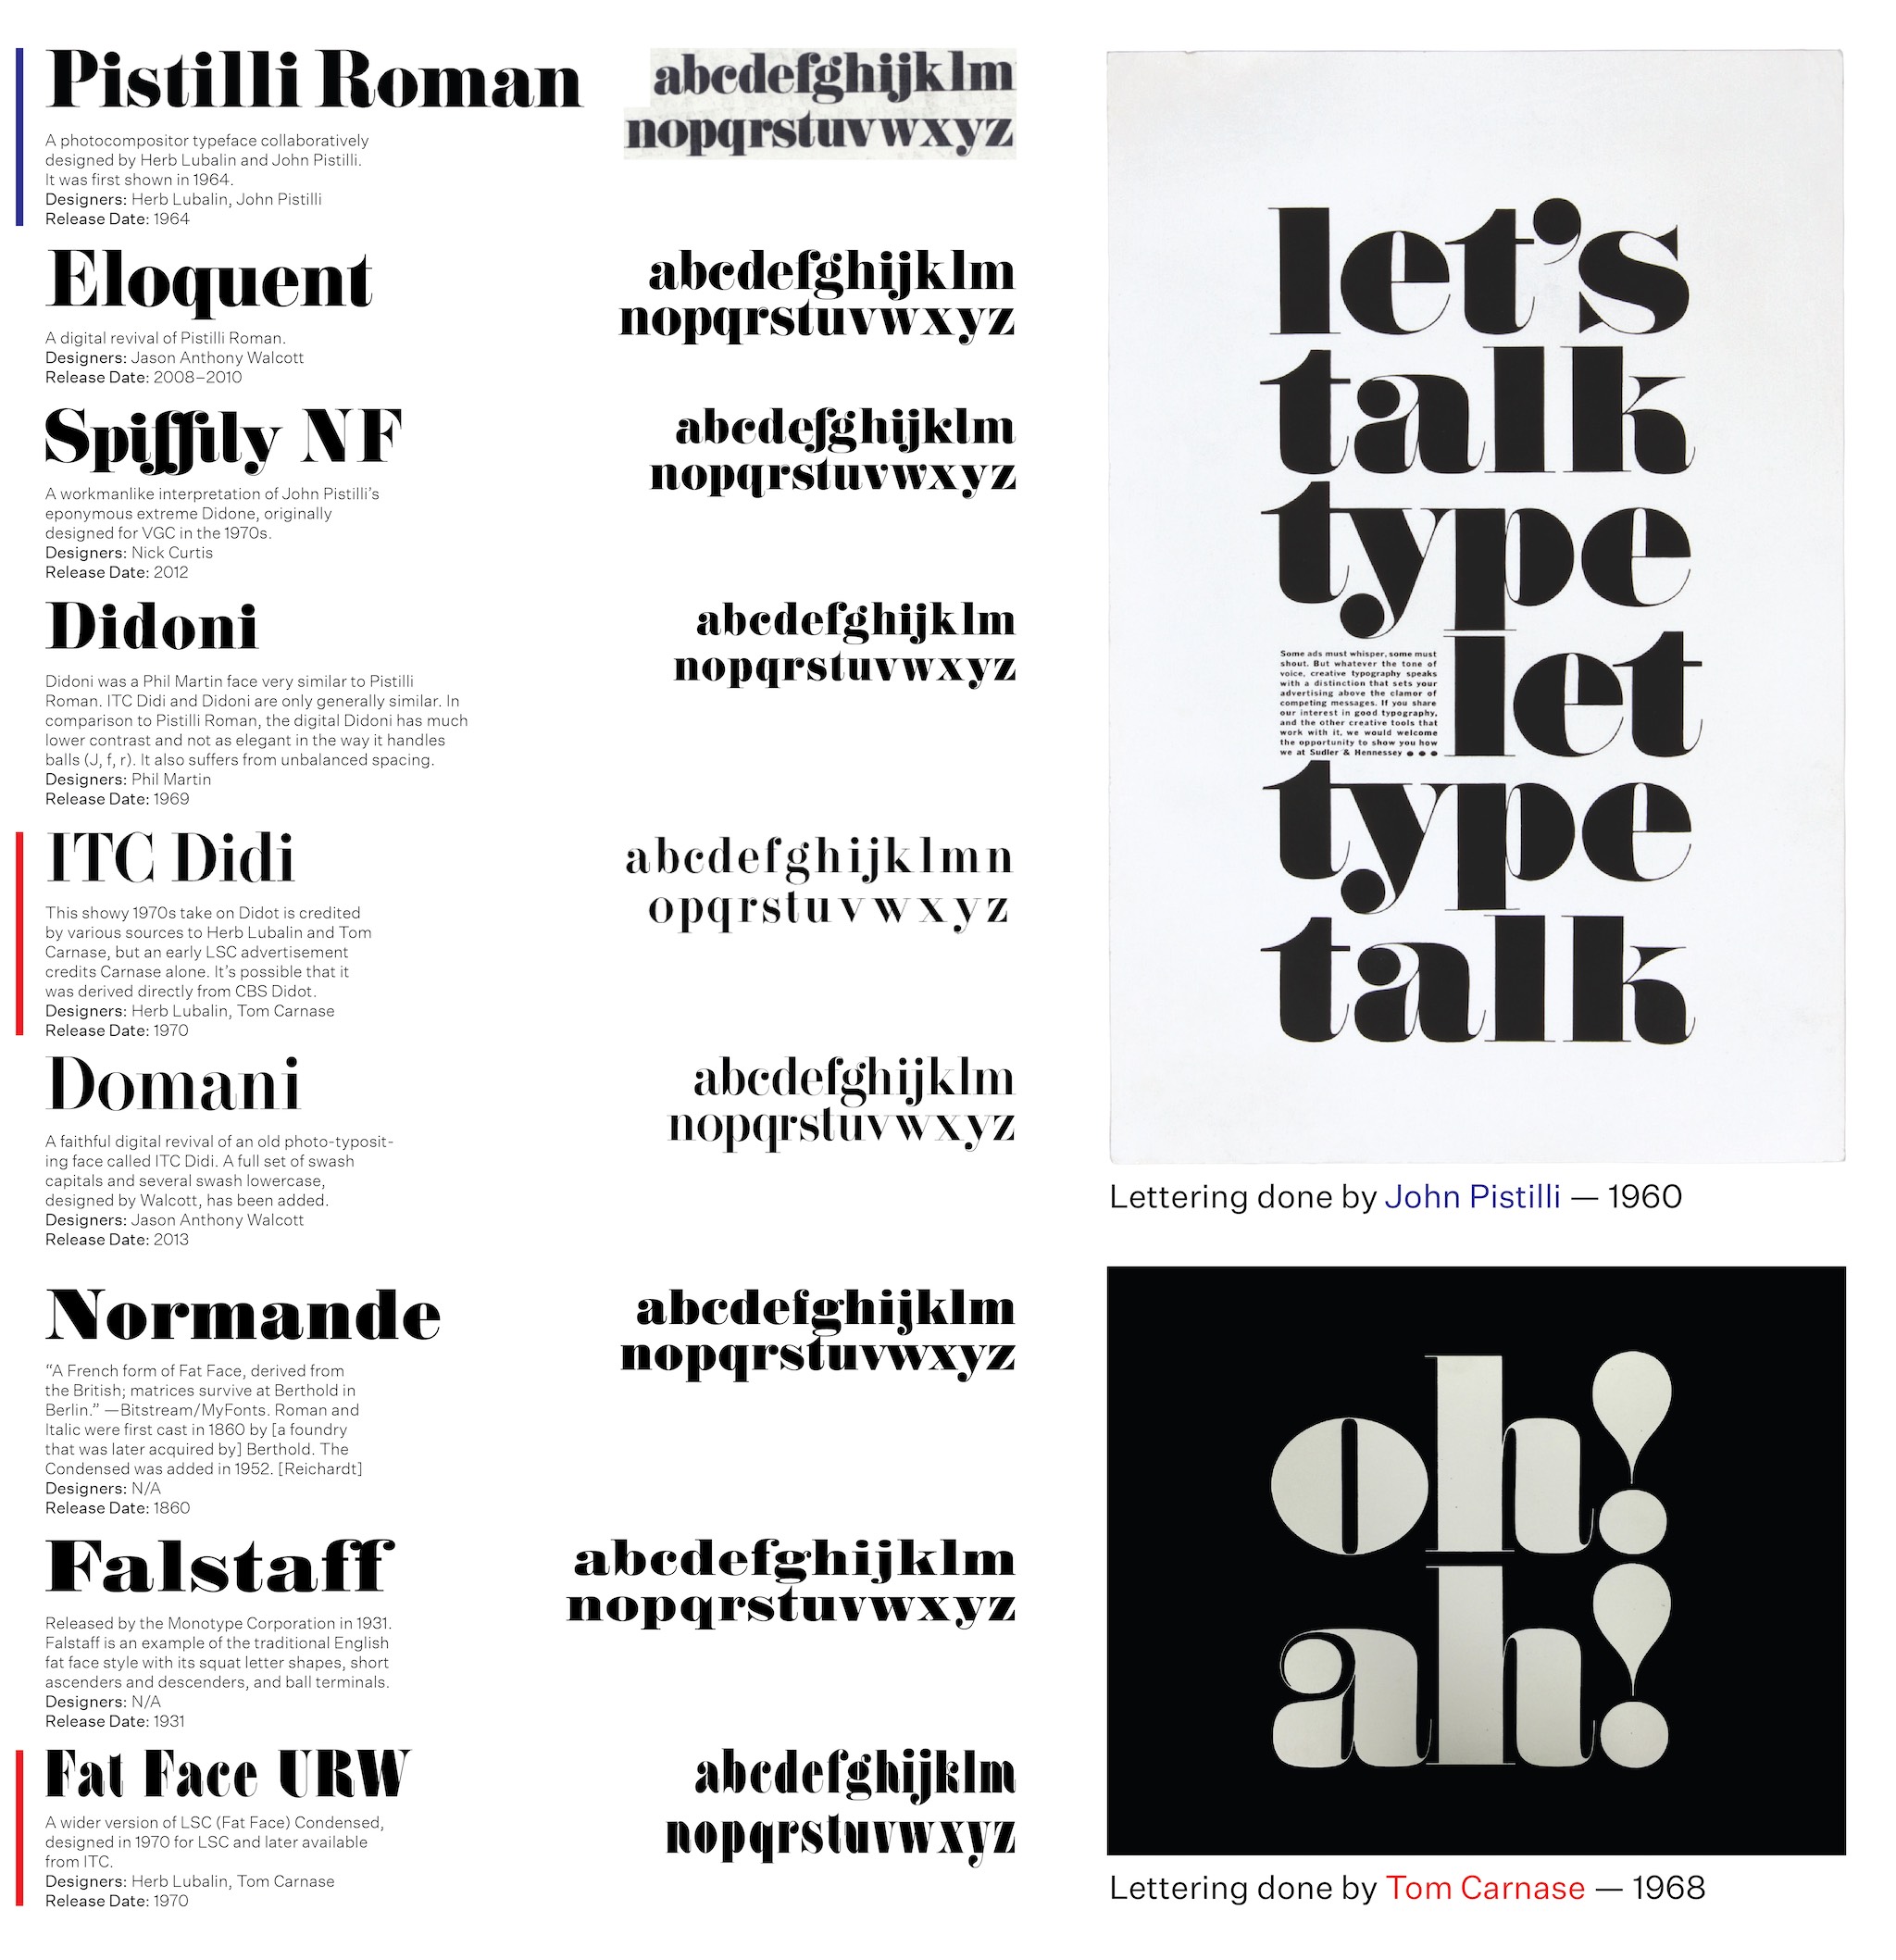 Pistilli Roman
A photocompositor typeface collaboratively
designed by Herb Lubalin and John Pistilli.
It was first shown in 1964.
Designers: Herb Lubalin, John Pistilli
Release Date: 1964
abcdefghijklm
nopqrstuvwxyz
Eloquent
A digital revival of Pistilli Roman.
Designers: Jason Anthony Walcott
Release Date: 2008–2010
abcdefghijklm
nopqrstuvwxyz
Spiffily NF
A workmanlike interpretation of John Pistilli’s
eponymous extreme Didone, originally
designed for VGC in the 1970s.
Designers: Nick Curtis
Release Date: 2012
abcdefghijklm
nopqrstuvwxyz
Didoni
Didoni was a Phil Martin face very similar to Pistilli
Roman. ITC Didi and Didoni are only generally similar. In
comparison to Pistilli Roman, the digital Didoni has much
lower contrast and not as elegant in the way it handles
balls (J, f, r). It also suffers from unbalanced spacing.
Designers: Phil Martin
Release Date: 1969
abcdefghijklm
nopqrstuvwxyz
ITC Didi
This showy 1970s take on Didot is credited
by various sources to Herb Lubalin and Tom
Carnase, but an early LSC advertisement
credits Carnase alone. It’s possible that it
was derived directly from CBS Didot.
Designers: Herb Lubalin, Tom Carnase
Release Date: 1970
abcdefghijklmn
opqrstuvwxyz
Domani
A faithful digital revival of an old photo-typosit-
ing face called ITC Didi. A full set of swash
capitals and several swash lowercase,
designed by Walcott, has been added.
Designers: Jason Anthony Walcott
Release Date: 2013
abcdefghijklm
nopqrstuvwxyz
Normande
“A French form of Fat Face, derived from
the British; matrices survive at Berthold in
Berlin.” —Bitstream/MyFonts. Roman and
Italic were first cast in 1860 by [a foundry
that was later acquired by] Berthold. The
Condensed was added in 1952. [Reichardt]
Designers: N/A
Release Date: 1860
abcdefghijklm
nopqrstuvwxyz
Falstaff
Released by the Monotype Corporation in 1931.
Falstaff is an example of the traditional English
fat face style with its squat letter shapes, short
ascenders and descenders, and ball terminals.
Designers: N/A
Release Date: 1931
abcdefghijklm
nopqrstuvwxyz
Fat Face URW
A wider version of LSC (Fat Face) Condensed,
designed in 1970 for LSC and later available
from ITC.
Designers: Herb Lubalin, Tom Carnase
Release Date: 1970
abcdefghijklm
nopqrstuvwxyz
let’s
talk
type
Some ads must whisper, some must
shout. But whatever the tone of
voice, creative typography speaks
with a distinction that sets your
advertising above the clamor of
competing messages. If you share
our interest in good typography,
and the other creative tools that
work with it, we would welcome
the opportunity to show you how
we at Sudler & Hennessey ● ● ●
let
type
talk
Lettering done by John Pistilli — 1960
oh!
ah!
Lettering done by Tom Carnase — 1968